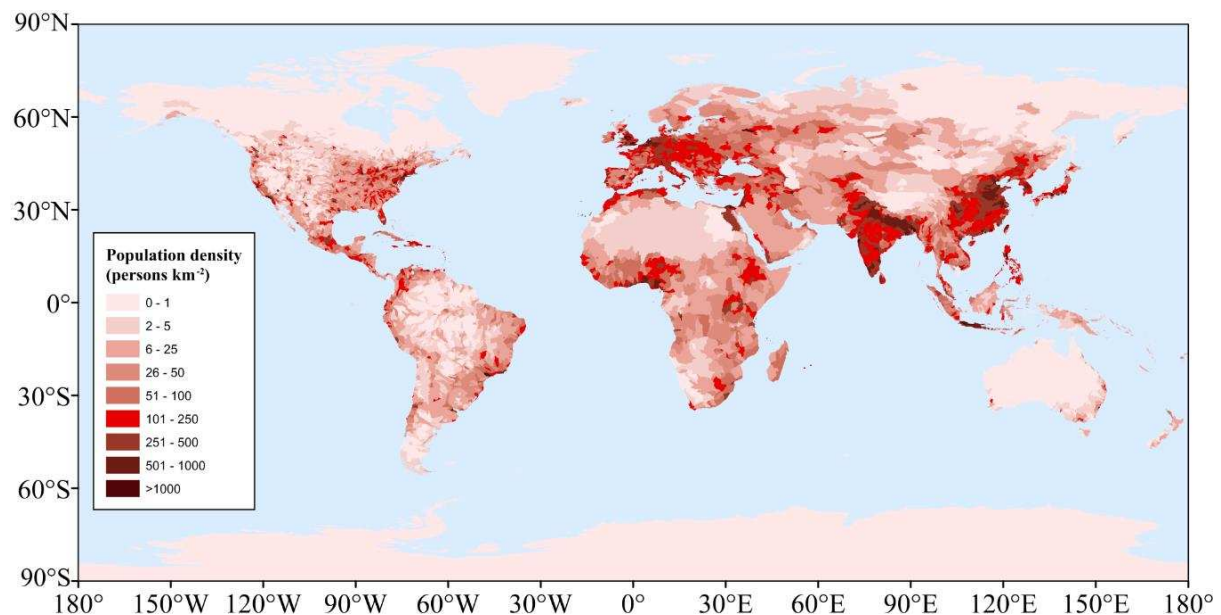 90°N
60°N
30°N
0°
30°S
60°S
90°S
Population density
(persons km-2)
0 - 1
2 - 5
6 - 25
26 - 50
51 - 100
101 - 250
251 - 500
501 - 1000
>1000
180° 150°W 120°W 90°W 60°W 30°W 0° 30°E 60°E 90°E 120°E 150°E 180°